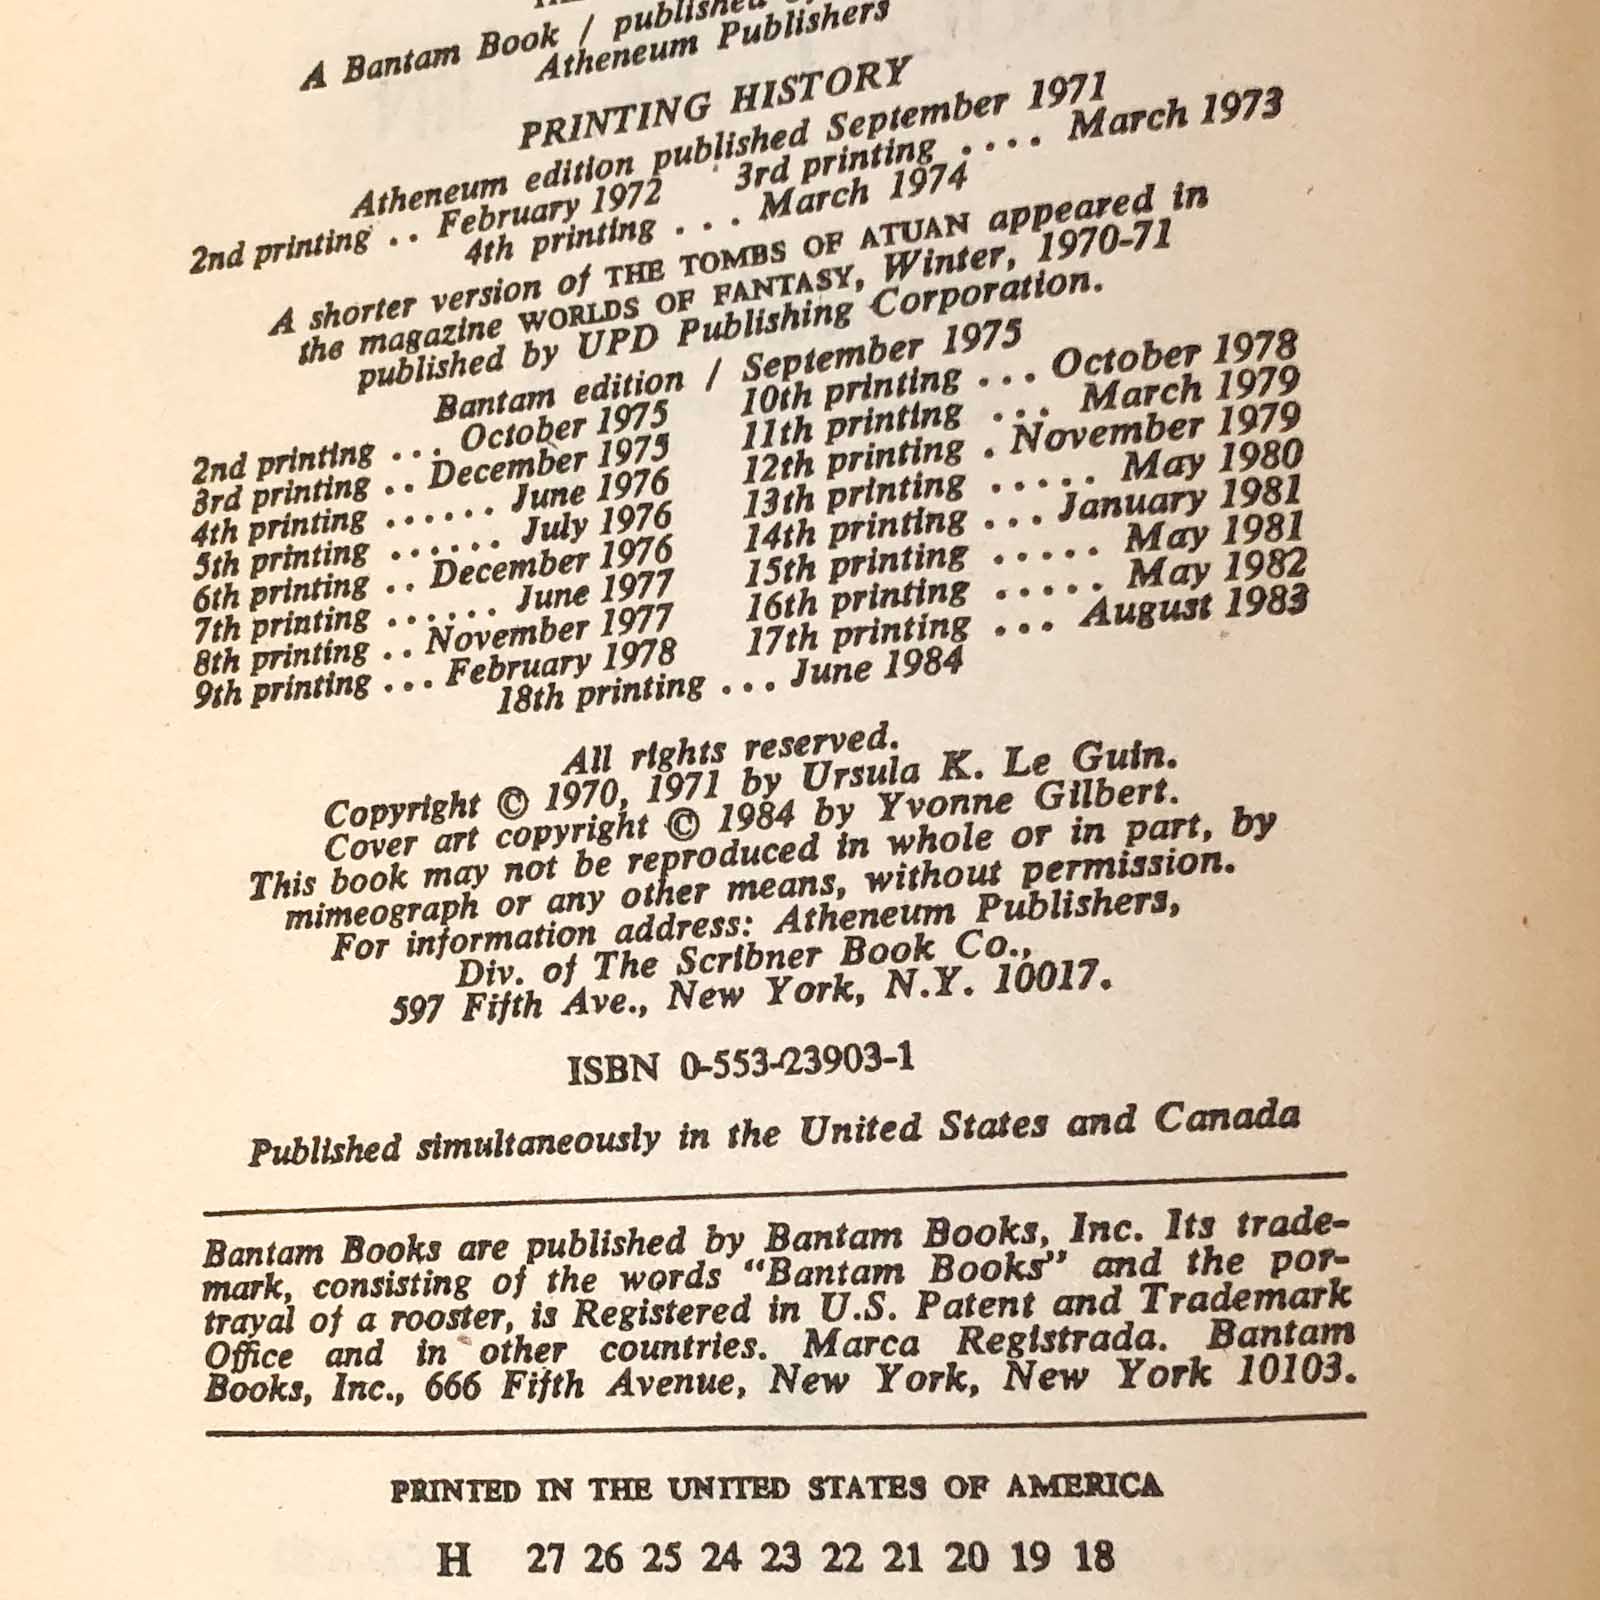 A Bantam Book / published
Atheneum Publishers
PRINTING HISTORY
Atheneum edition published September 1971
2nd printing .. February 1972 3rd printing .... March 1973
4th printing ... March 1974
A shorter version of THE TOMBS OF ATUAN appeared in
the magazine WORLDS OF FANTASY, Winter, 1970-71
published by UPD Publishing Corporation.
Bantam edition / September 1975
2nd printing ... October 1975 10th printing ... October 1978
3rd printing .. December 1975 11th printing ... March 1979
4th printing ...... June 1976 12th printing . November 1979
5th printing ...... July 1976 13th printing ..... May 1980
6th printing .. December 1976 14th printing ... January 1981
7th printing ...... June 1977 15th printing ..... May 1981
8th printing .. November 1977 16th printing ..... May 1982
9th printing ... February 1978 17th printing ... August 1983
18th printing ... June 1984
All rights reserved.
Copyright © 1970, 1971 by Ursula K. Le Guin.
Cover art copyright © 1984 by Yvonne Gilbert.
This book may not be reproduced in whole or in part, by
mimeograph or any other means, without permission.
For information address: Atheneum Publishers,
Div. of The Scribner Book Co.,
597 Fifth Ave., New York, N.Y. 10017.
ISBN 0-553-23903-1
Published simultaneously in the United States and Canada
Bantam Books are published by Bantam Books, Inc. Its trade-
mark, consisting of the words "Bantam Books" and the por-
trayal of a rooster, is Registered in U.S. Patent and Trademark
Office and in other countries. Marca Registrada. Bantam
Books, Inc., 666 Fifth Avenue, New York, New York 10103.
PRINTED IN THE UNITED STATES OF AMERICA
H 27 26 25 24 23 22 21 20 19 18